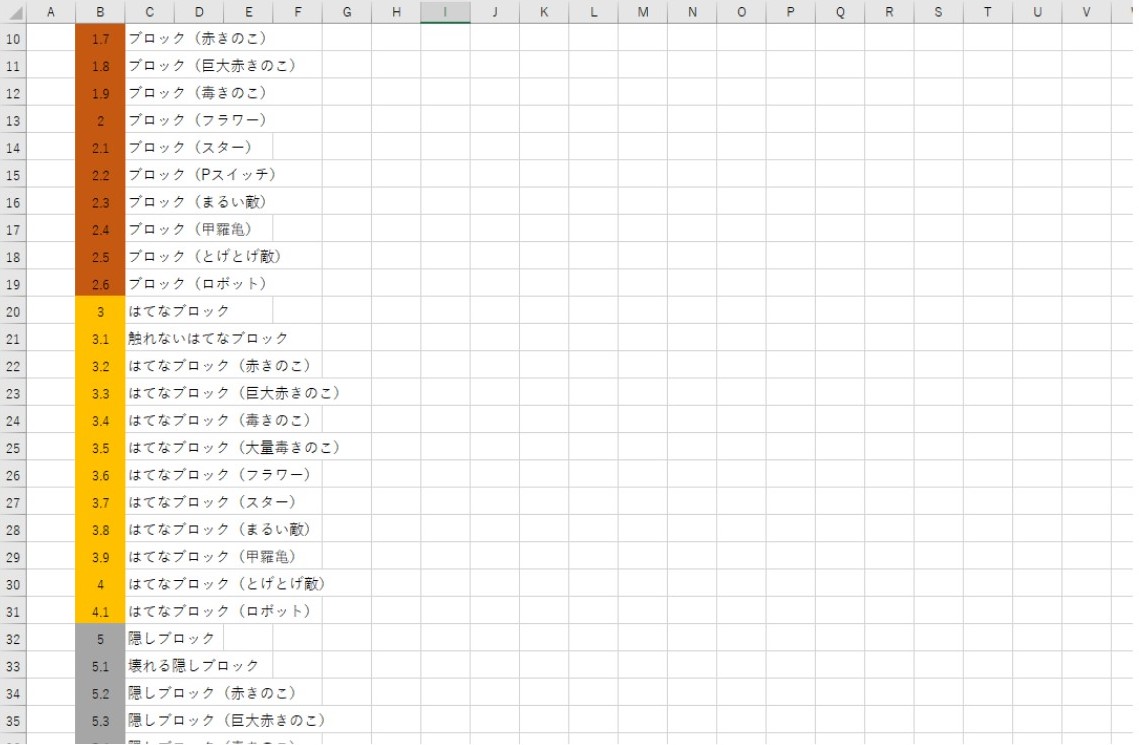 A B C D E F G H I J K L M N O P Q R S T U V
10 1.7 ブロック（赤きのこ）
11 1.8 ブロック（巨大赤きのこ）
12 1.9 ブロック（毒きのこ）
13 2 ブロック（フラワー）
14 2.1 ブロック（スター）
15 2.2 ブロック（Pスイッチ）
16 2.3 ブロック（まるい敵）
17 2.4 ブロック（甲羅亀）
18 2.5 ブロック（とげとげ敵）
19 2.6 ブロック（ロボット）
20 3 はてなブロック
21 3.1 触れないはてなブロック
22 3.2 はてなブロック（赤きのこ）
23 3.3 はてなブロック（巨大赤きのこ）
24 3.4 はてなブロック（毒きのこ）
25 3.5 はてなブロック（大量毒きのこ）
26 3.6 はてなブロック（フラワー）
27 3.7 はてなブロック（スター）
28 3.8 はてなブロック（まるい敵）
29 3.9 はてなブロック（甲羅亀）
30 4 はてなブロック（とげとげ敵）
31 4.1 はてなブロック（ロボット）
32 5 隠しブロック
33 5.1 壊れる隠しブロック
34 5.2 隠しブロック（赤きのこ）
35 5.3 隠しブロック（巨大赤きのこ）